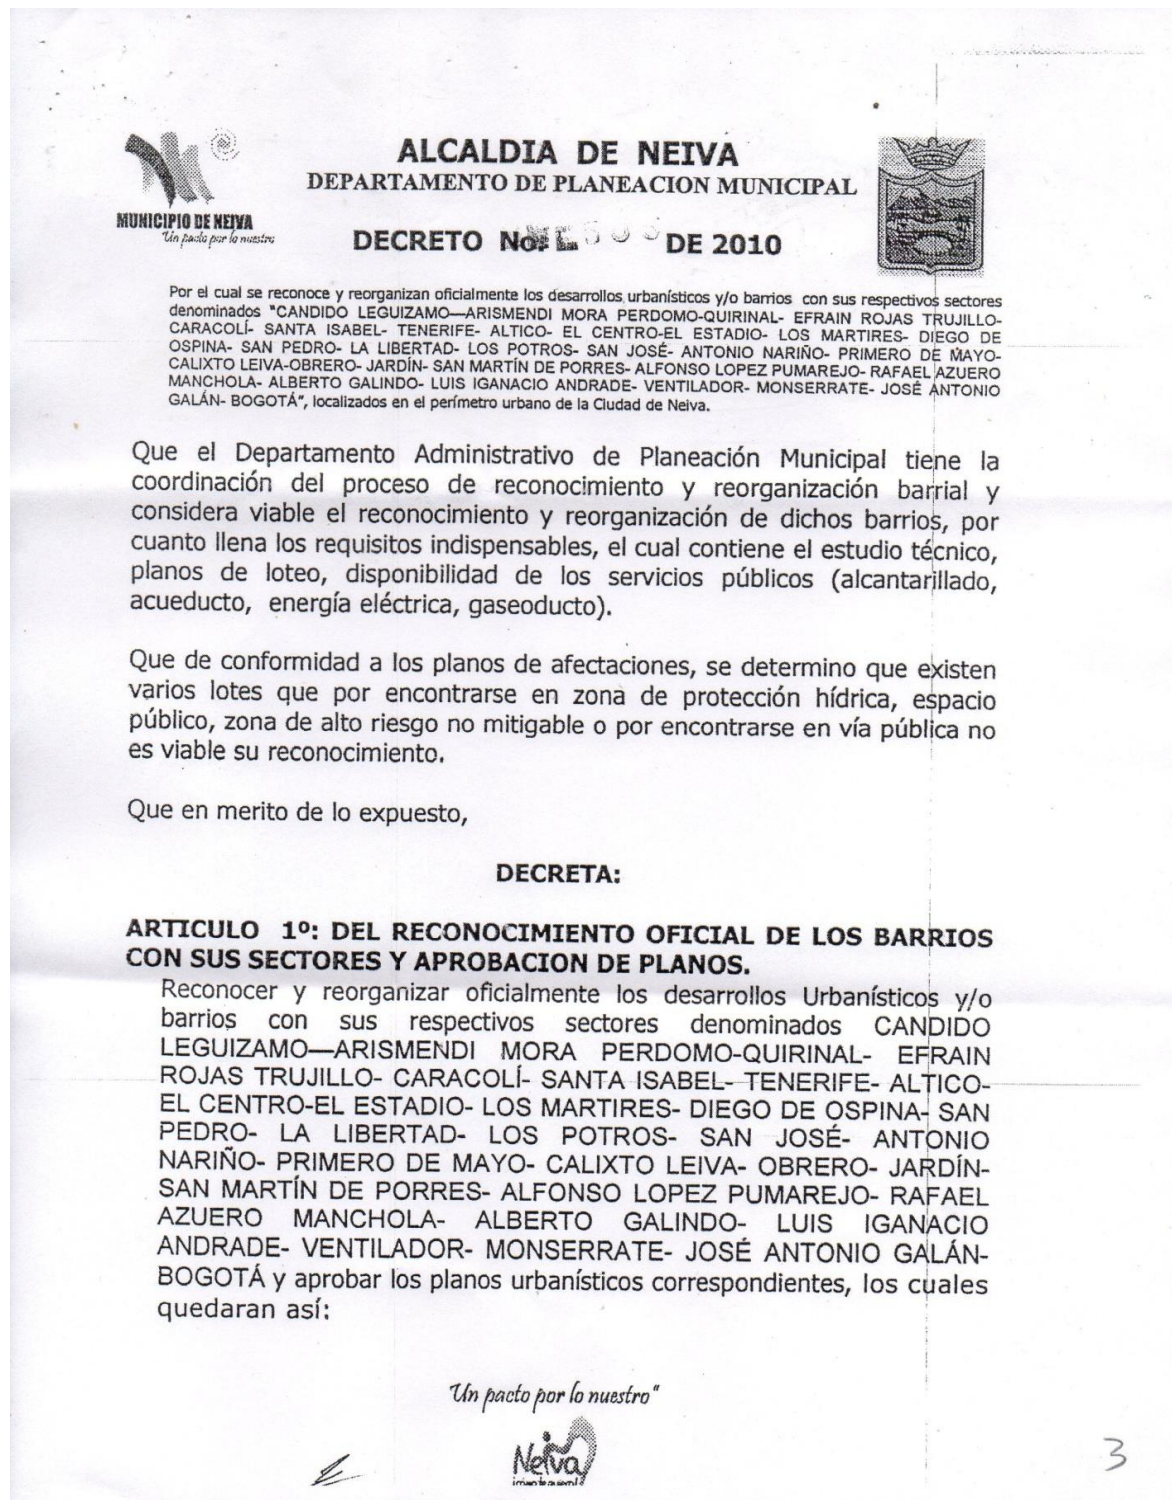 ALCALDIA DE NEIVA
DEPARTAMENTO DE PLANEACION MUNICIPAL
MUNICIPIO DE NEIVA
Un pacto por lo nuestro
DECRETO No. DE 2010
Por el cual se reconoce y reorganizan oficialmente los desarrollos urbanísticos y/o barrios con sus respectivos sectores
denominados "CANDIDO LEGUIZAMO—ARISMENDI MORA PERDOMO-QUIRINAL- EFRAIN ROJAS TRUJILLO-
CARACOLÍ- SANTA ISABEL- TENERIFE- ALTICO- EL CENTRO-EL ESTADIO- LOS MARTIRES- DIEGO DE
OSPINA- SAN PEDRO- LA LIBERTAD- LOS POTROS- SAN JOSÉ- ANTONIO NARIÑO- PRIMERO DE MAYO-
CALIXTO LEIVA-OBRERO- JARDÍN- SAN MARTÍN DE PORRES- ALFONSO LOPEZ PUMAREJO- RAFAEL AZUERO
MANCHOLA- ALBERTO GALINDO- LUIS IGANACIO ANDRADE- VENTILADOR- MONSERRATE- JOSÉ ANTONIO
GALÁN- BOGOTÁ", localizados en el perímetro urbano de la Ciudad de Neiva.
Que el Departamento Administrativo de Planeación Municipal tiene la
coordinación del proceso de reconocimiento y reorganización barrial y
considera viable el reconocimiento y reorganización de dichos barrios, por
cuanto llena los requisitos indispensables, el cual contiene el estudio técnico,
planos de loteo, disponibilidad de los servicios públicos (alcantarillado,
acueducto, energía eléctrica, gaseoducto).
Que de conformidad a los planos de afectaciones, se determino que existen
varios lotes que por encontrarse en zona de protección hídrica, espacio
público, zona de alto riesgo no mitigable o por encontrarse en vía pública no
es viable su reconocimiento.
Que en merito de lo expuesto,
DECRETA:
ARTICULO 1º: DEL RECONOCIMIENTO OFICIAL DE LOS BARRIOS
CON SUS SECTORES Y APROBACION DE PLANOS.
Reconocer y reorganizar oficialmente los desarrollos Urbanísticos y/o
barrios con sus respectivos sectores denominados CANDIDO
LEGUIZAMO—ARISMENDI MORA PERDOMO-QUIRINAL- EFRAIN
ROJAS TRUJILLO- CARACOLÍ- SANTA ISABEL- TENERIFE- ALTICO-
EL CENTRO-EL ESTADIO- LOS MARTIRES- DIEGO DE OSPINA- SAN
PEDRO- LA LIBERTAD- LOS POTROS- SAN JOSÉ- ANTONIO
NARIÑO- PRIMERO DE MAYO- CALIXTO LEIVA- OBRERO- JARDÍN-
SAN MARTÍN DE PORRES- ALFONSO LOPEZ PUMAREJO- RAFAEL
AZUERO MANCHOLA- ALBERTO GALINDO- LUIS IGANACIO
ANDRADE- VENTILADOR- MONSERRATE- JOSÉ ANTONIO GALÁN-
BOGOTÁ y aprobar los planos urbanísticos correspondientes, los cuales
quedaran así:
Un pacto por lo nuestro"
Neiva
3